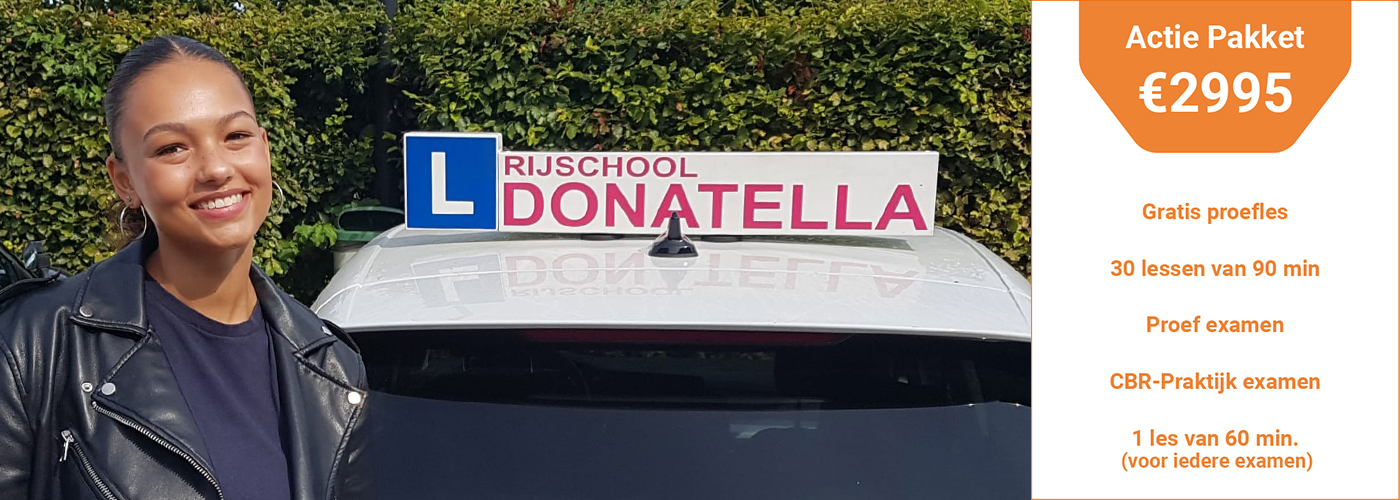 L
RIJSCHOOL
DONATELLA
Actie Pakket
€2995
Gratis proefles
30 lessen van 90 min
Proef examen
CBR-Praktijk examen
1 les van 60 min.
(voor iedere examen)